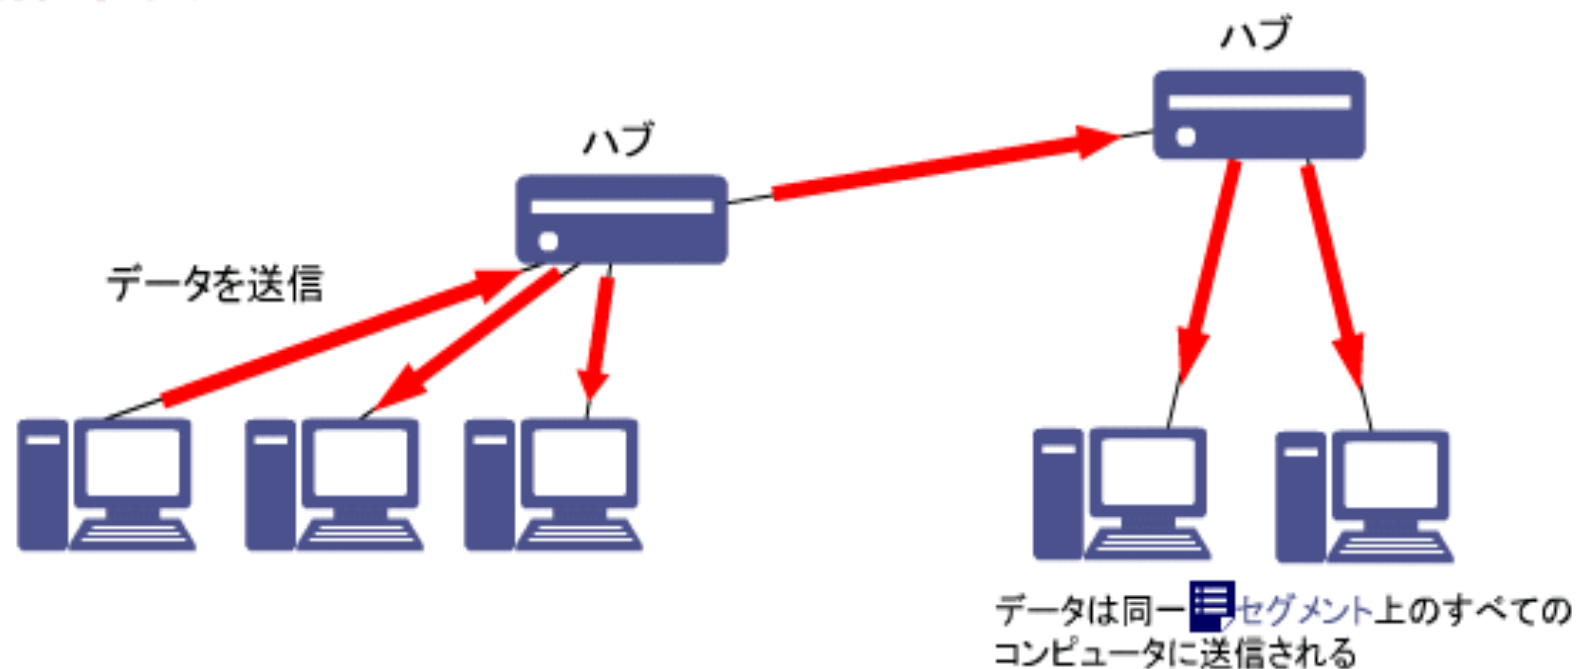 ハブ
ハブ
データを送信
データは同一セグメント上のすべての
コンピュータに送信される